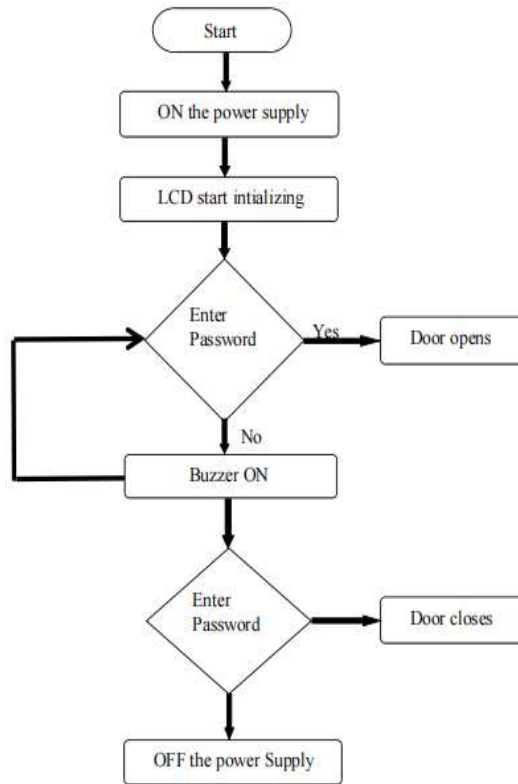 Start
ON the power supply
LCD start intializing
Enter
Password
Yes
Door opens
No
Buzzer ON
Enter
Password
Door closes
OFF the power Supply